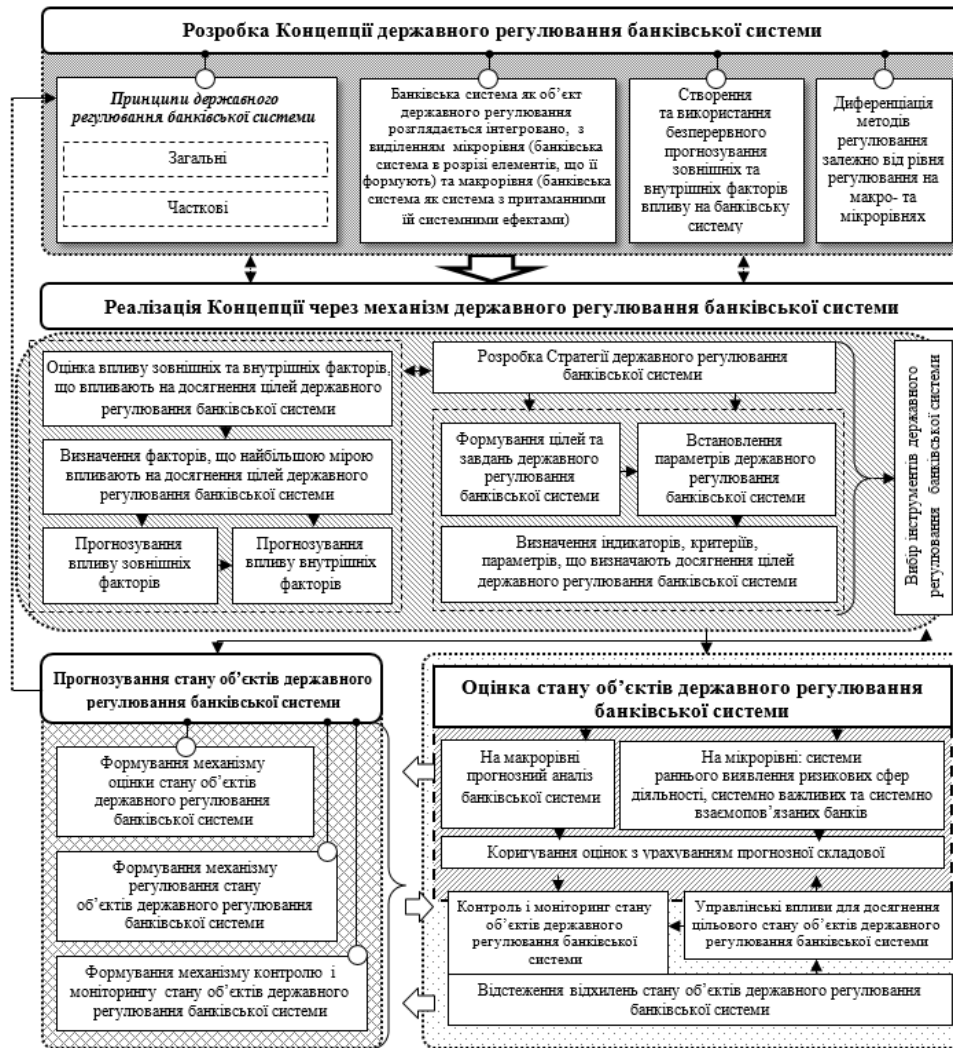 Розробка Концепції державного регулювання банківської системи
Принципи державного
регулювання банківської системи
Загальні
Часткові
Банківська система як об’єкт
державного регулювання
розглядається інтегровано, з
виділенням мікрорівня (банківська
система в розрізі елементів, що її
формують) та макрорівня (банківська
система як система з притаманними
їй системними ефектами)
Створення
та використання
безперервного
прогнозування
зовнішніх та
внутрішніх факторів
впливу на банківську
систему
Диференціація
методів
регулювання
залежно від рівня
регулювання на
макро- та
мікрорівнях
Реалізація Концепції через механізм державного регулювання банківської системи
Оцінка впливу зовнішніх та внутрішніх факторів,
що впливають на досягнення цілей державного
регулювання банківської системи
Визначення факторів, що найбільшою мірою
впливають на досягнення цілей державного
регулювання банківської системи
Прогнозування
впливу зовнішніх
факторів
Прогнозування
впливу внутрішніх
факторів
Розробка Стратегії державного регулювання
банківської системи
Формування цілей та
завдань державного
регулювання
банківської системи
Встановлення
параметрів державного
регулювання
банківської системи
Визначення індикаторів, критеріїв,
параметрів, що визначають досягнення цілей
державного регулювання банківської системи
Вибір інструментів державного
регулювання банківської системи
Прогнозування стану об’єктів державного
регулювання банківської системи
Формування механізму
оцінки стану об’єктів
державного регулювання
банківської системи
Формування механізму
регулювання стану
об’єктів державного регулювання
банківської системи
Формування механізму контролю і
моніторингу стану об’єктів державного
регулювання банківської системи
Оцінка стану об’єктів державного регулювання
банківської системи
На макрорівні
прогнозний аналіз
банківської системи
На мікрорівні: системи
раннього виявлення ризикових сфер
діяльності, системно важливих та системно
взаємопов’язаних банків
Коригування оцінок з урахуванням прогнозної складової
Контроль і моніторинг стану
об’єктів державного
регулювання банківської
системи
Управлінські впливи для досягнення
цільового стану об’єктів державного
регулювання банківської системи
Відстеження відхилень стану об’єктів державного регулювання
банківської системи